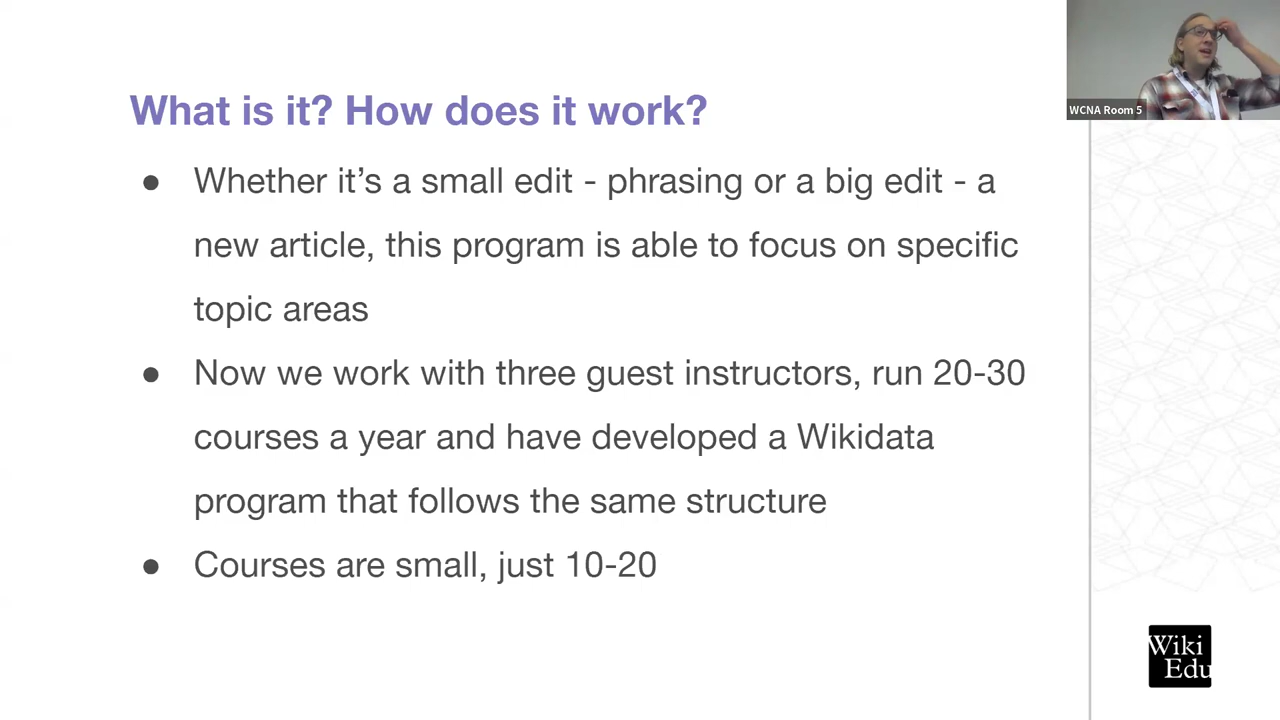 What is it? How does it work?
● Whether it’s a small edit - phrasing or a big edit - a
new article, this program is able to focus on specific
topic areas
● Now we work with three guest instructors, run 20-30
courses a year and have developed a Wikidata
program that follows the same structure
● Courses are small, just 10-20
WCNA Room 5
Wiki
Edu